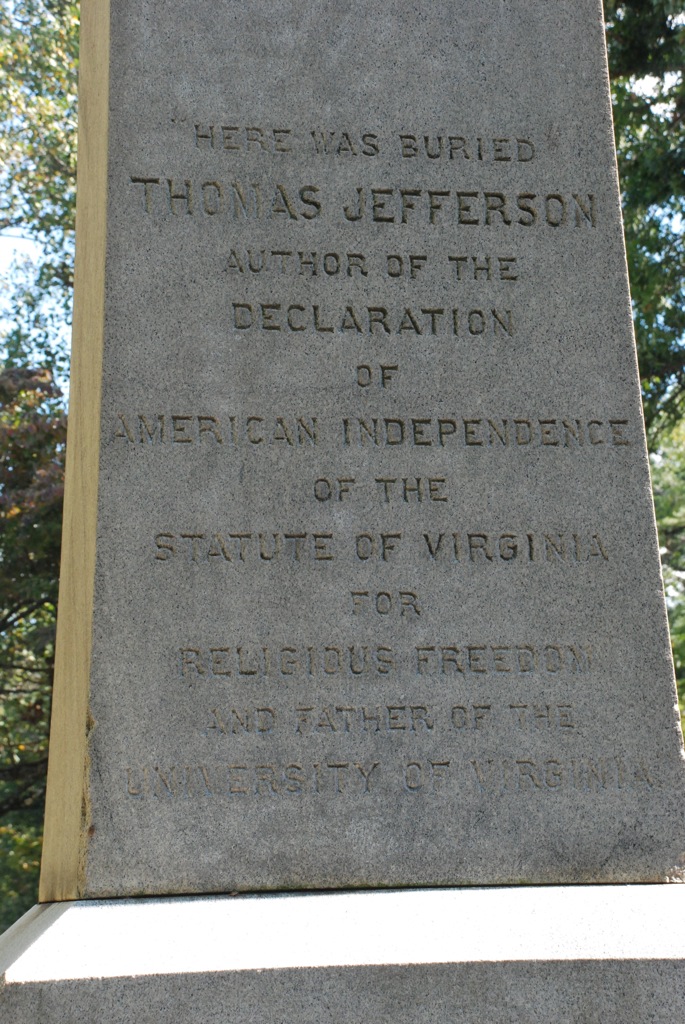 "HERE WAS BURIED"
THOMAS JEFFERSON
AUTHOR OF THE
DECLARATION
OF
AMERICAN INDEPENDENCE
OF THE
STATUTE OF VIRGINIA
FOR
RELIGIOUS FREEDOM
AND FATHER OF THE
UNIVERSITY OF VIRGINIA